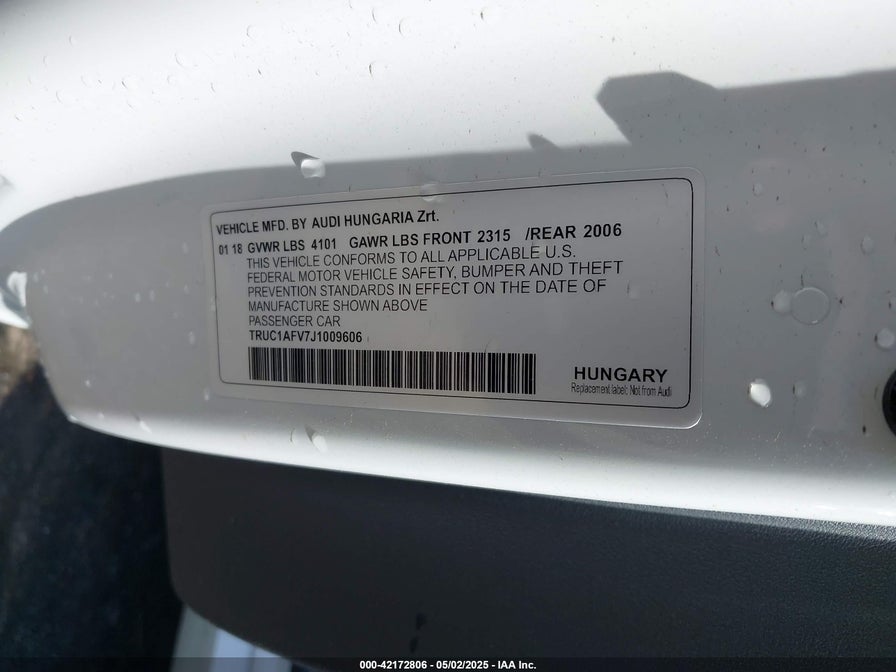 VEHICLE MFD. BY AUDI HUNGARIA Zrt.
01 18 GVWR LBS 4101 GAWR LBS FRONT 2315 /REAR 2006
THIS VEHICLE CONFORMS TO ALL APPLICABLE U.S.
FEDERAL MOTOR VEHICLE SAFETY, BUMPER AND THEFT
PREVENTION STANDARDS IN EFFECT ON THE DATE OF
MANUFACTURE SHOWN ABOVE
PASSENGER CAR
TRUC1AFV7J1009606
HUNGARY
Replacement label: Not from Audi
000-42172806 - 05/02/2025 - IAA Inc.